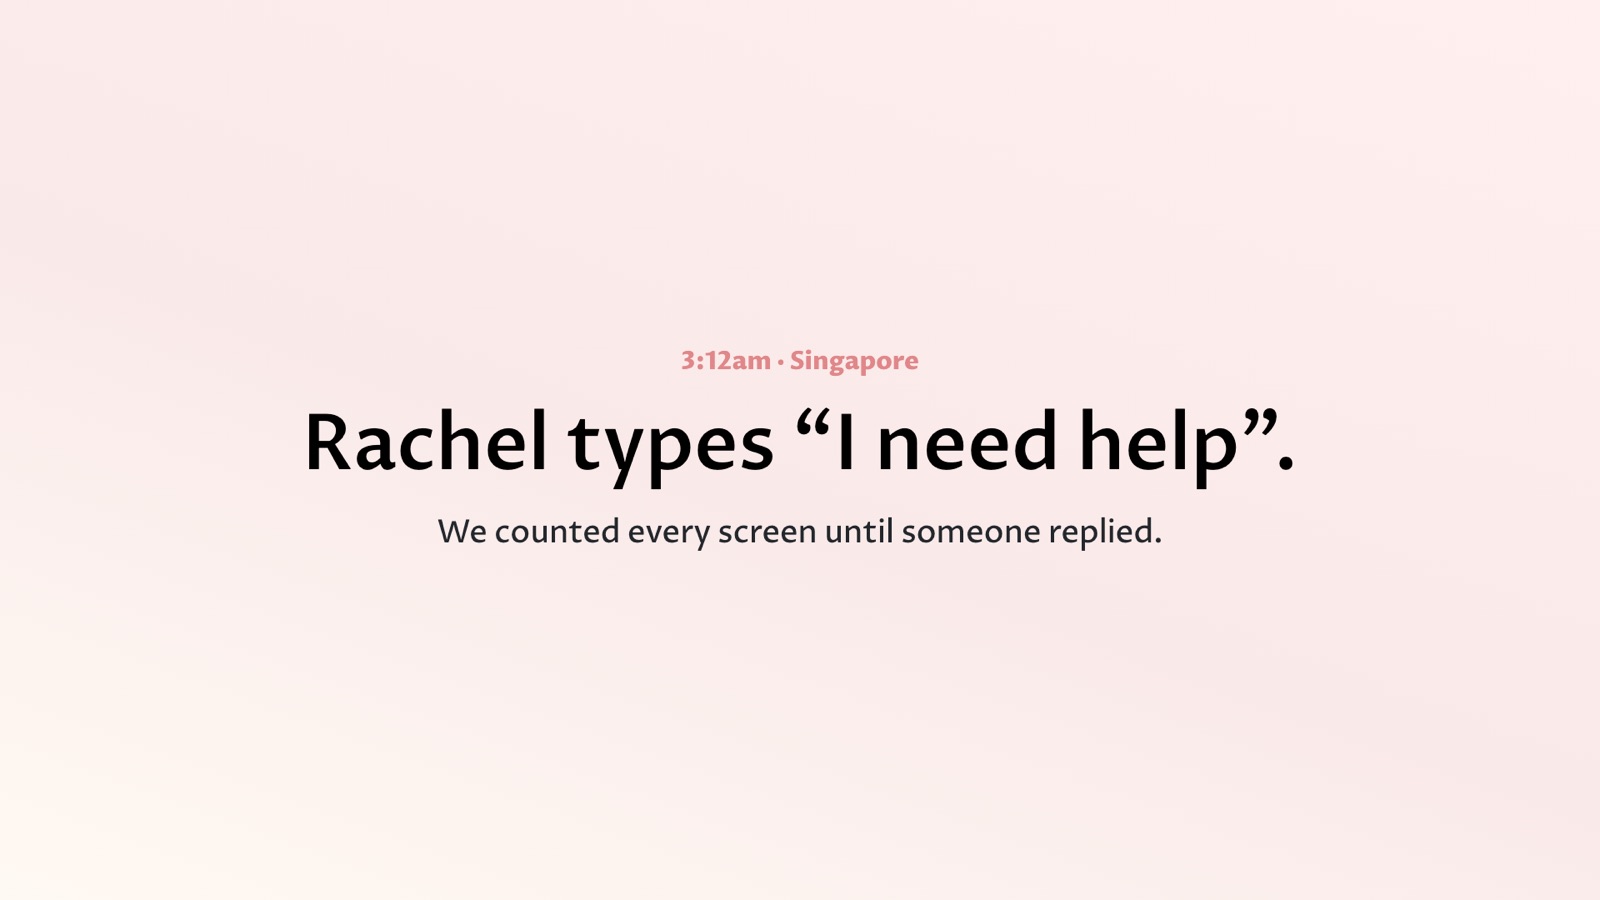 3:12am · Singapore
Rachel types “I need help”.
We counted every screen until someone replied.